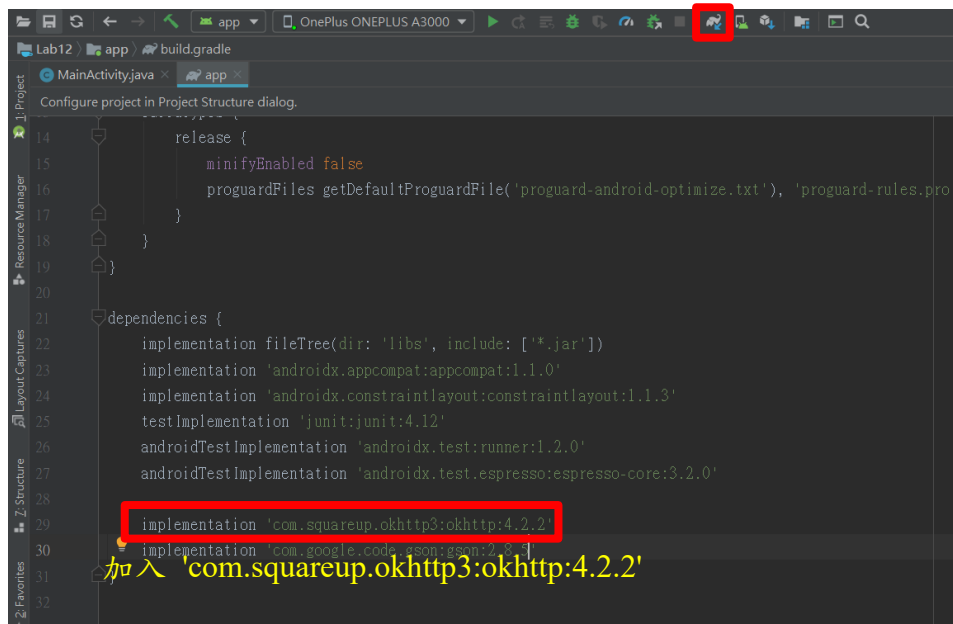 app
OnePlus ONEPLUS A3000
Lab12 app build.gradle
MainActivity.java
app
Configure project in Project Structure dialog.
1: Project
Resource Manager
Layout Captures
Z: Structure
2: Favorites
14 release {
15 minifyEnabled false
16 proguardFiles getDefaultProguardFile('proguard-android-optimize.txt'), 'proguard-rules.pro
17 }
18 }
19 }
20
21 dependencies {
22 implementation fileTree(dir: 'libs', include: ['*.jar'])
23 implementation 'androidx.appcompat:appcompat:1.1.0'
24 implementation 'androidx.constraintlayout:constraintlayout:1.1.3'
25 testImplementation 'junit:junit:4.12'
26 androidTestImplementation 'androidx.test:runner:1.2.0'
27 androidTestImplementation 'androidx.test.espresso:espresso-core:3.2.0'
28
29 implementation 'com.squareup.okhttp3:okhttp:4.2.2'
30 implementation 'com.google.code.gson:gson:2.8.5'
加入 'com.squareup.okhttp3:okhttp:4.2.2'
31
32